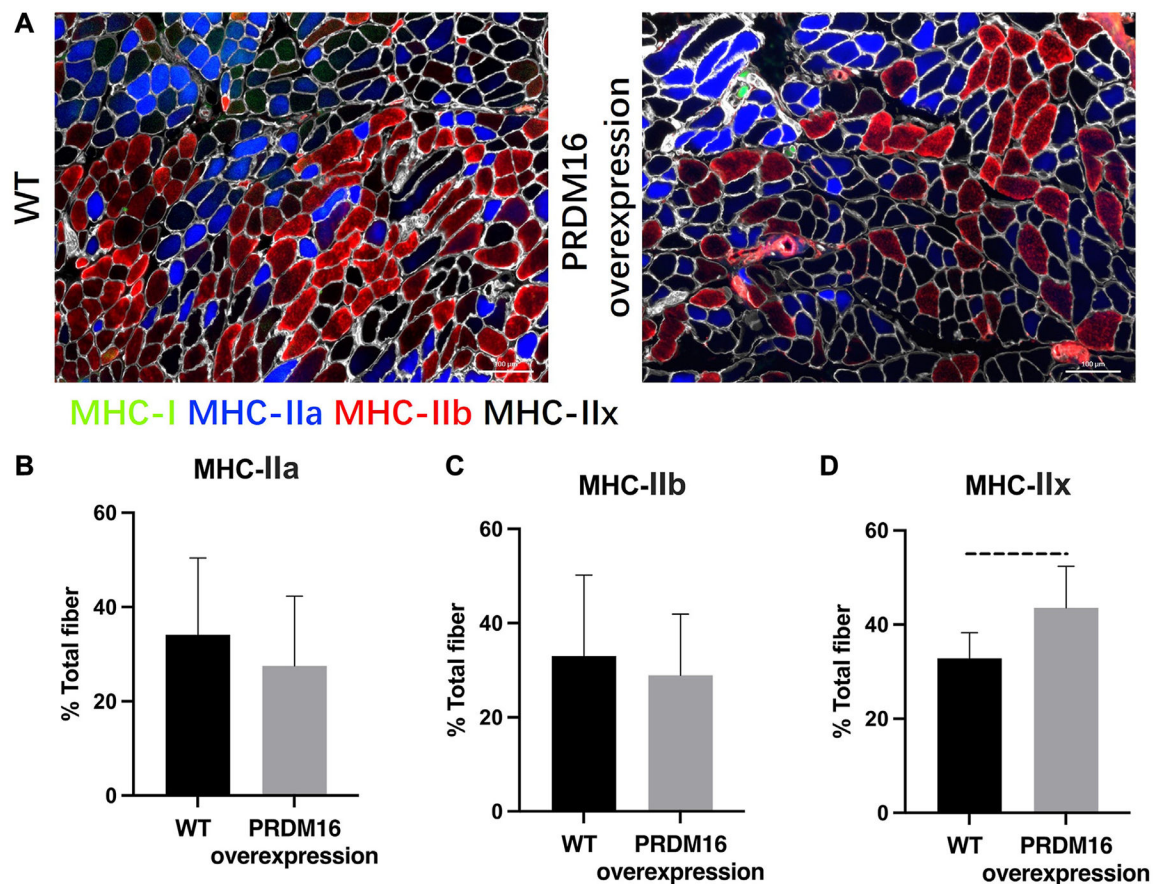 A
WT
PRDM16
overexpression
100 µm
100 µm
MHC-I MHC-IIa MHC-IIb MHC-IIx
B
MHC-IIa
% Total fiber
60
40
20
0
WT
PRDM16
overexpression
C
MHC-IIb
% Total fiber
60
40
20
0
WT
PRDM16
overexpression
D
MHC-IIx
% Total fiber
60
40
20
0
WT
PRDM16
overexpression